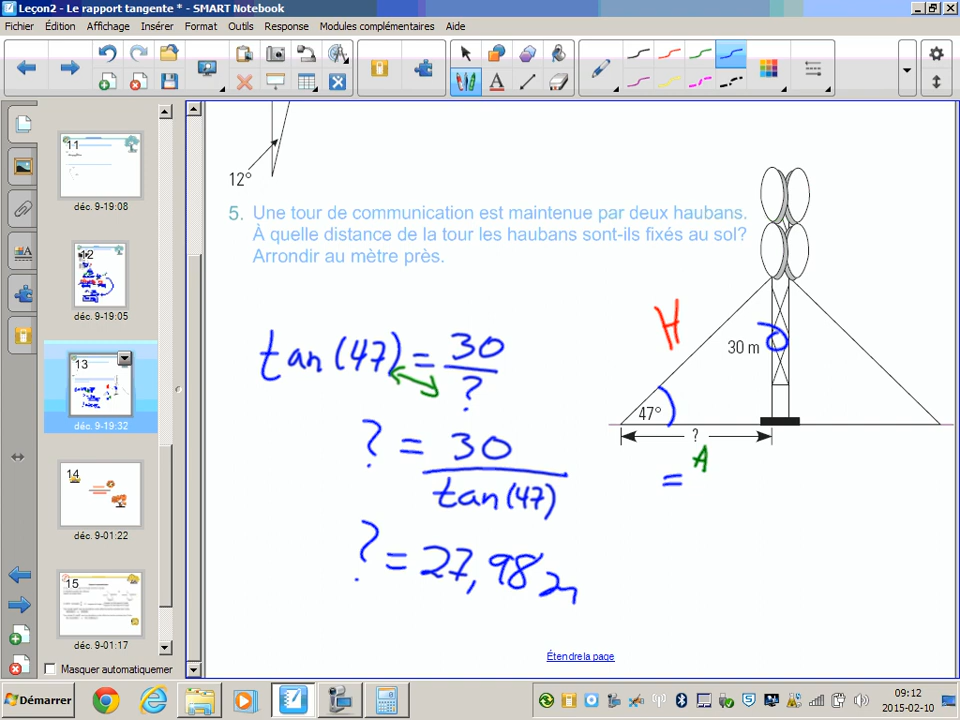 Leçon2 - Le rapport tangente * - SMART Notebook
Fichier Édition Affichage Insérer Format Outils Response Modules complémentaires Aide
11
déc. 9-19:08
12
déc. 9-19:05
13
déc. 9-19:32
14
déc. 9-01:22
15
déc. 9-01:17
Masquer automatiquemer
12°
5. Une tour de communication est maintenue par deux haubans.
À quelle distance de la tour les haubans sont-ils fixés au sol?
Arrondir au mètre près.
tan(47) = 30
?
? = 30
tan(47)
? = 27,98 m
H
O
30 m
47°
?
= A
Étendre la page
Démarrer
09:12
2015-02-10